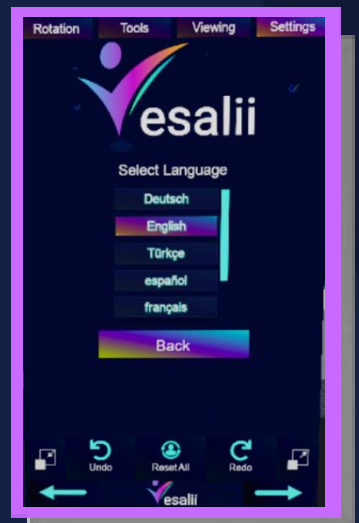 Rotation Tools Viewing Settings
Vesalii
Select Language
Deutsch
English
Türkçe
español
français
Back
Undo Reset All Redo
Vesalii